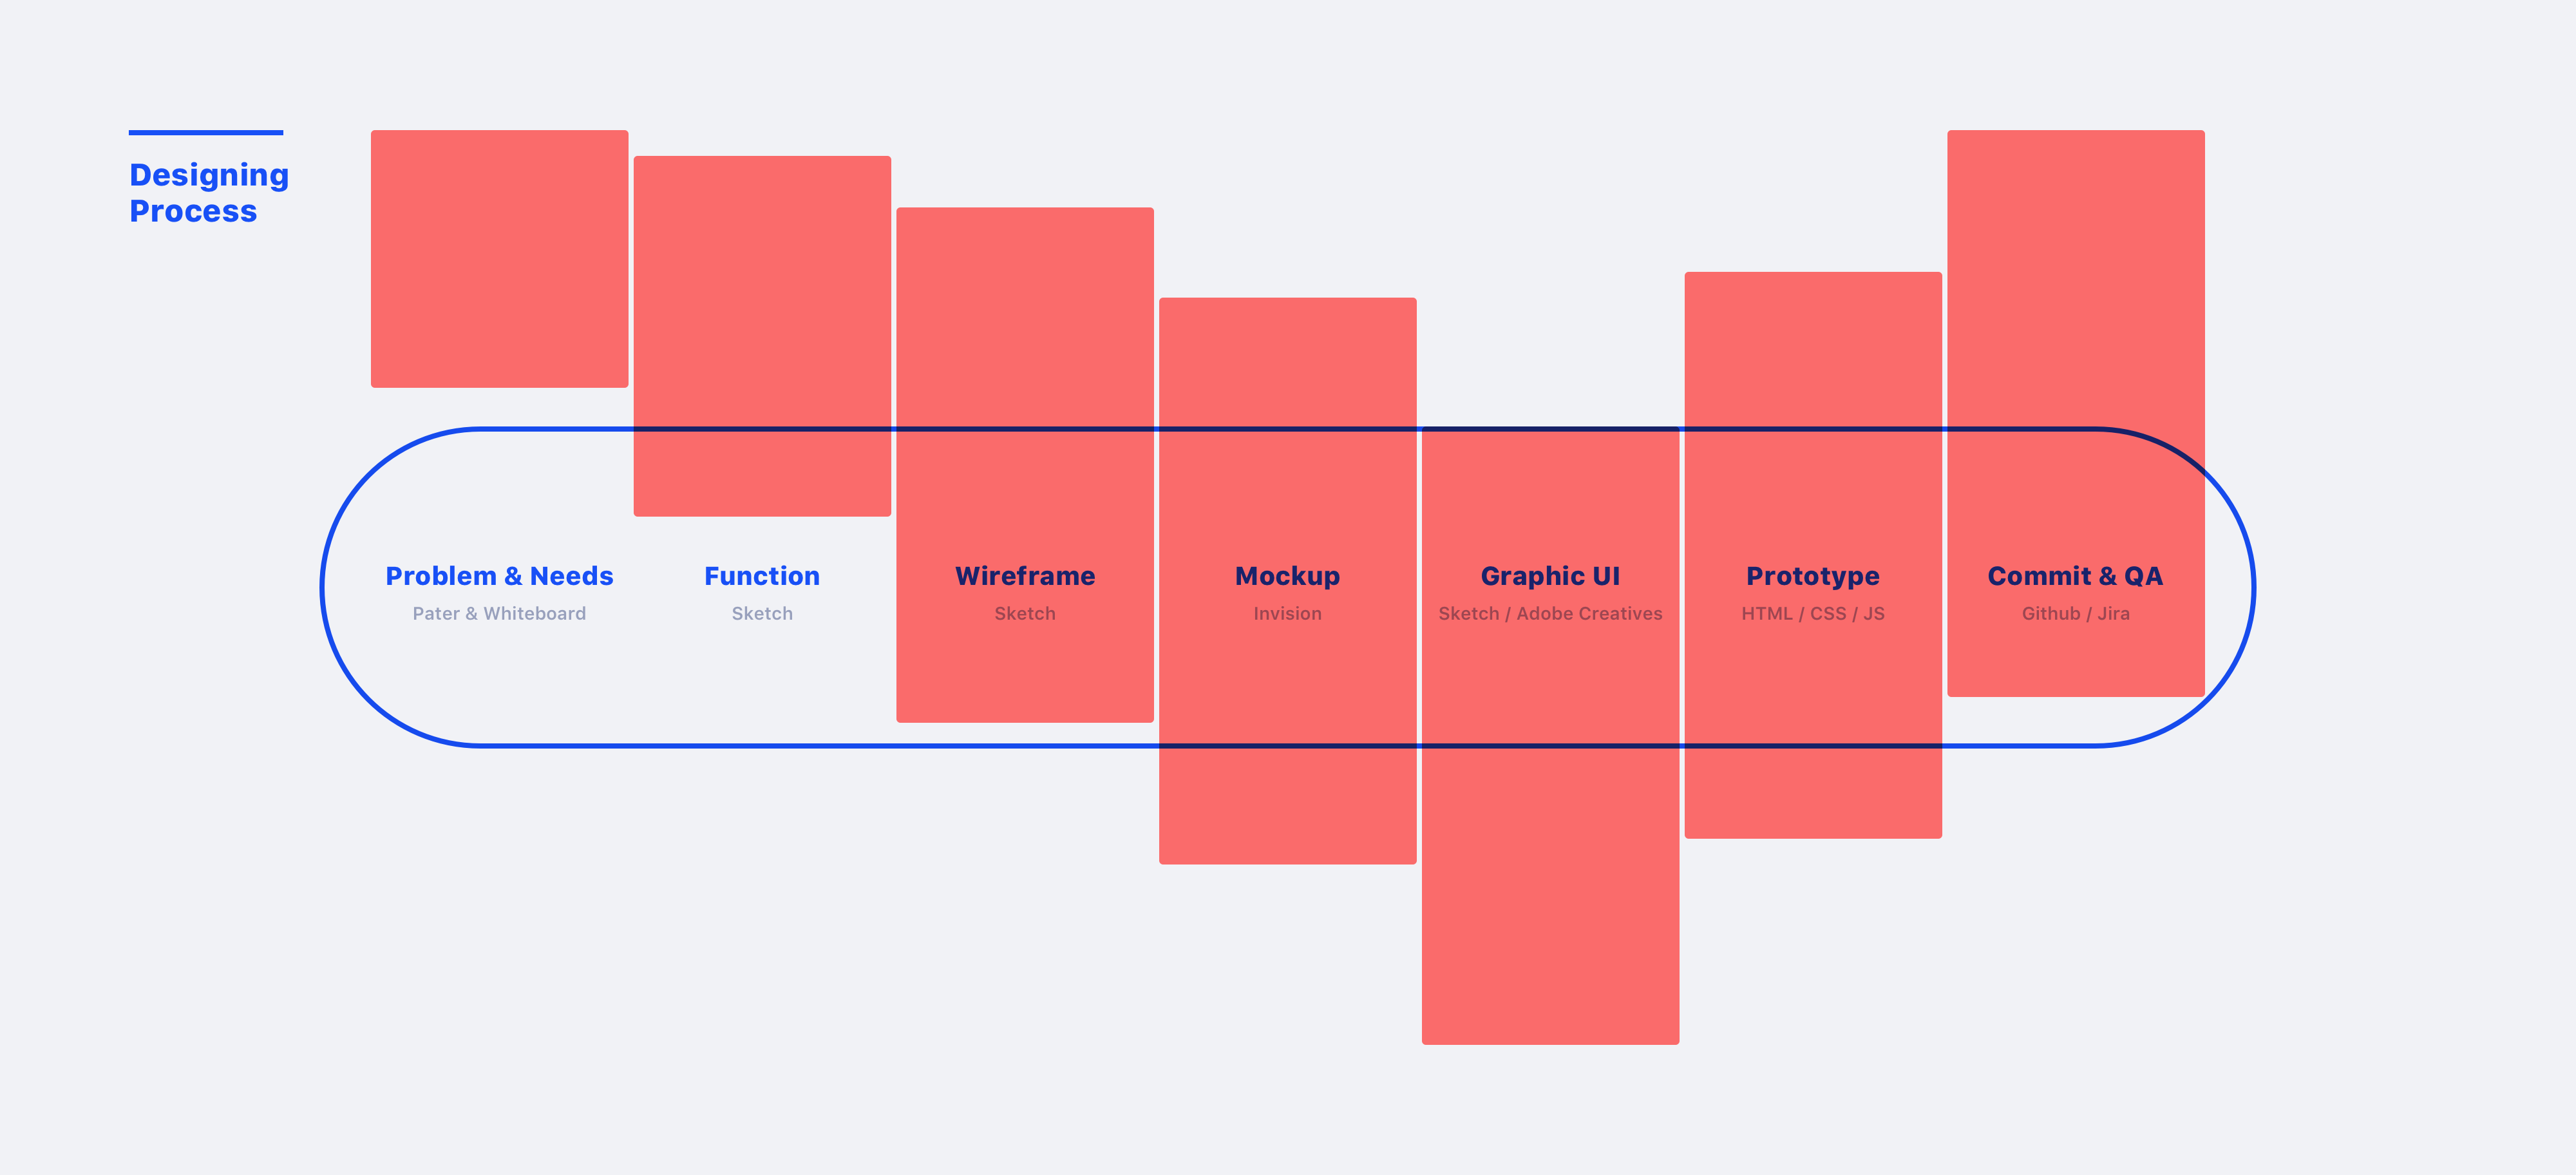 Designing
Process
Problem & Needs
Pater & Whiteboard
Function
Sketch
Wireframe
Sketch
Mockup
Invision
Graphic UI
Sketch / Adobe Creatives
Prototype
HTML / CSS / JS
Commit & QA
Github / Jira